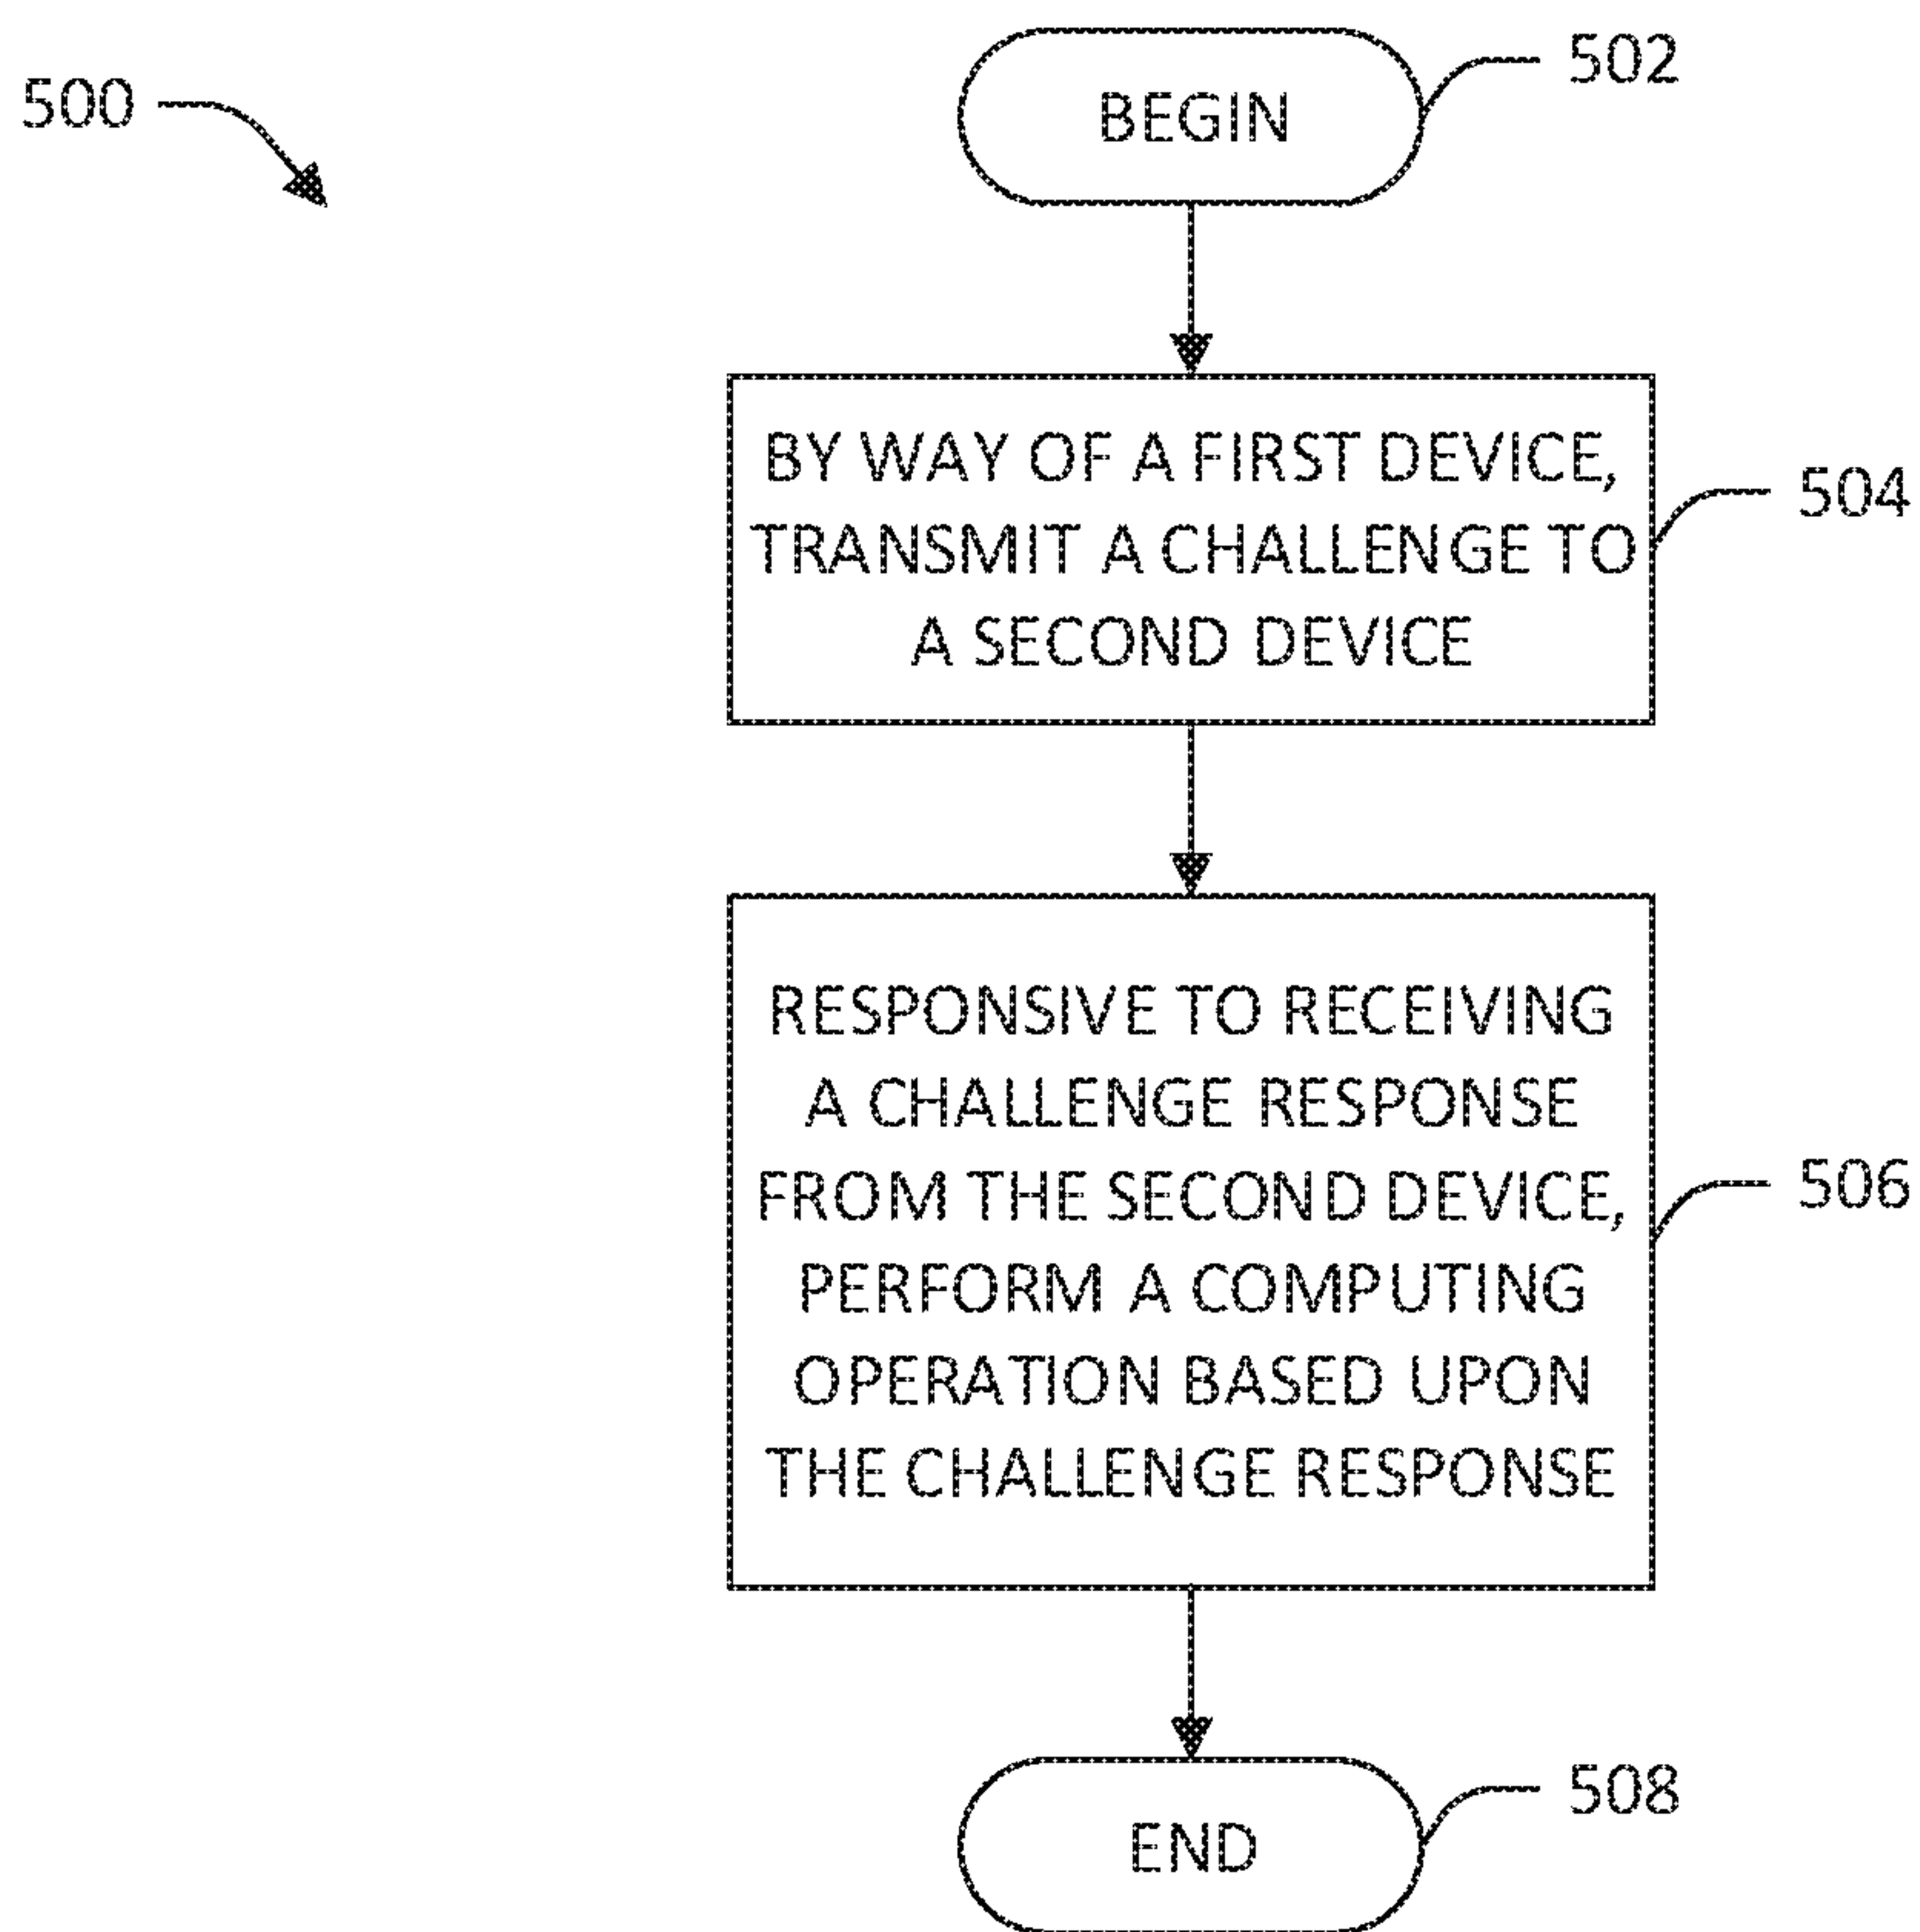 500
BEGIN
502
BY WAY OF A FIRST DEVICE,
TRANSMIT A CHALLENGE TO
A SECOND DEVICE
504
RESPONSIVE TO RECEIVING
A CHALLENGE RESPONSE
FROM THE SECOND DEVICE,
PERFORM A COMPUTING
OPERATION BASED UPON
THE CHALLENGE RESPONSE
506
END
508